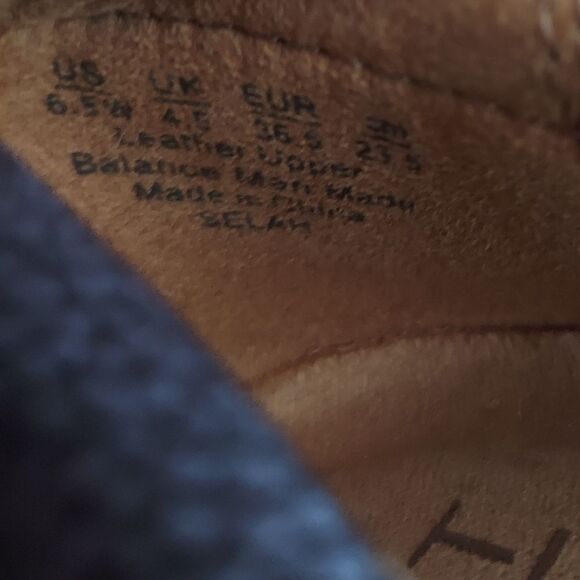 US UK EUR cm
6.5W 4.5 36.5 23.5
Leather Upper
Balance Man Made
Made in China
SELAH